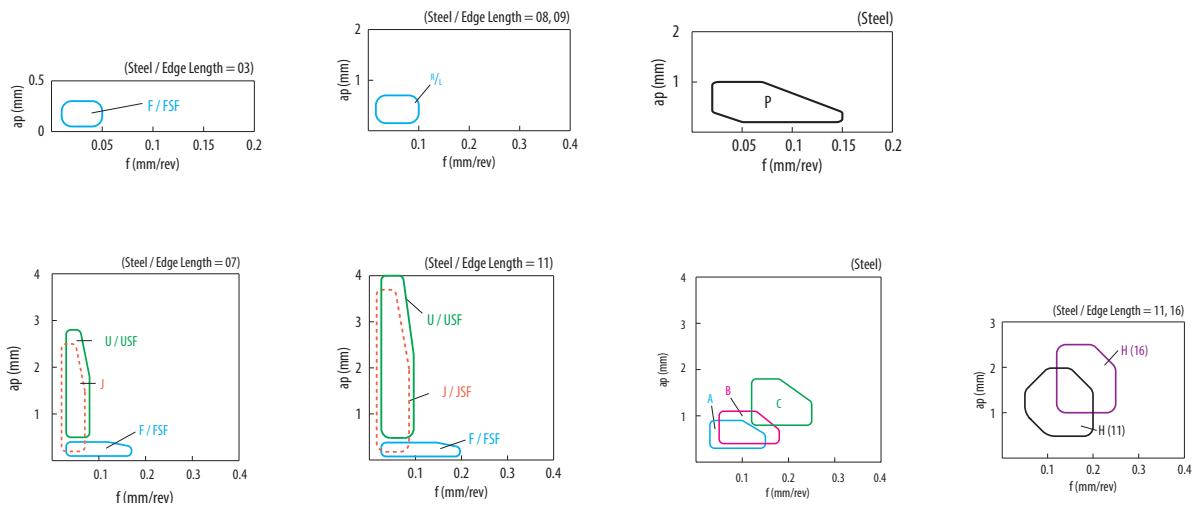 (Steel / Edge Length = 03)
0.5
0
ap (mm)
F / FSF
0.05
0.1
0.15
0.2
f (mm/rev)
(Steel / Edge Length = 08, 09)
2
1
ap (mm)
R/L
0.1
0.2
0.3
0.4
f (mm/rev)
(Steel)
2
1
ap (mm)
P
0.05
0.1
0.15
0.2
f (mm/rev)
(Steel / Edge Length = 07)
4
3
2
1
ap (mm)
U / USF
J
F / FSF
0.1
0.2
0.3
0.4
f (mm/rev)
(Steel / Edge Length = 11)
4
3
2
1
ap (mm)
U / USF
J / JSF
F / FSF
0.1
0.2
0.3
0.4
f (mm/rev)
(Steel)
4
3
2
1
ap (mm)
A
B
C
0.1
0.2
0.3
0.4
f (mm/rev)
(Steel / Edge Length = 11, 16)
3
2
1
ap (mm)
H (16)
H (11)
0.1
0.2
0.3
0.4
f (mm/rev)